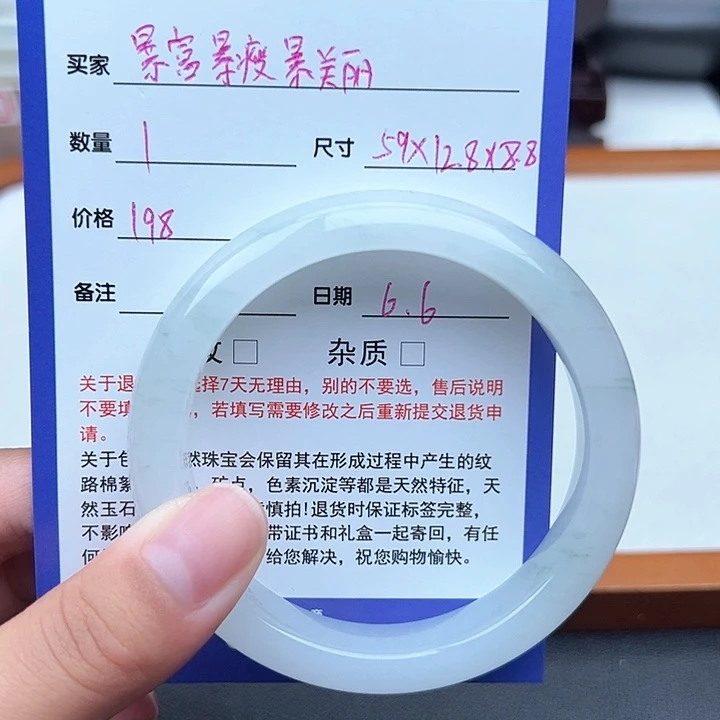 买家 暴富暴瘦暴美丽
数量 1 尺寸 59X12.8X8.8
价格 198
备注 日期 6.6
纹 □ 杂质 □
关于退 选择7天无理由，别的不要选，售后说明
不要填 ，若填写需要修改之后重新提交退货申
请。
关于色 然珠宝会保留其在形成过程中产生的纹
路棉絮 矿点，色素沉淀等都是天然特征，天
然玉石 慎拍！退货时保证标签完整，
不影响 带证书和礼盒一起寄回，有任
何 给您解决，祝您购物愉快。